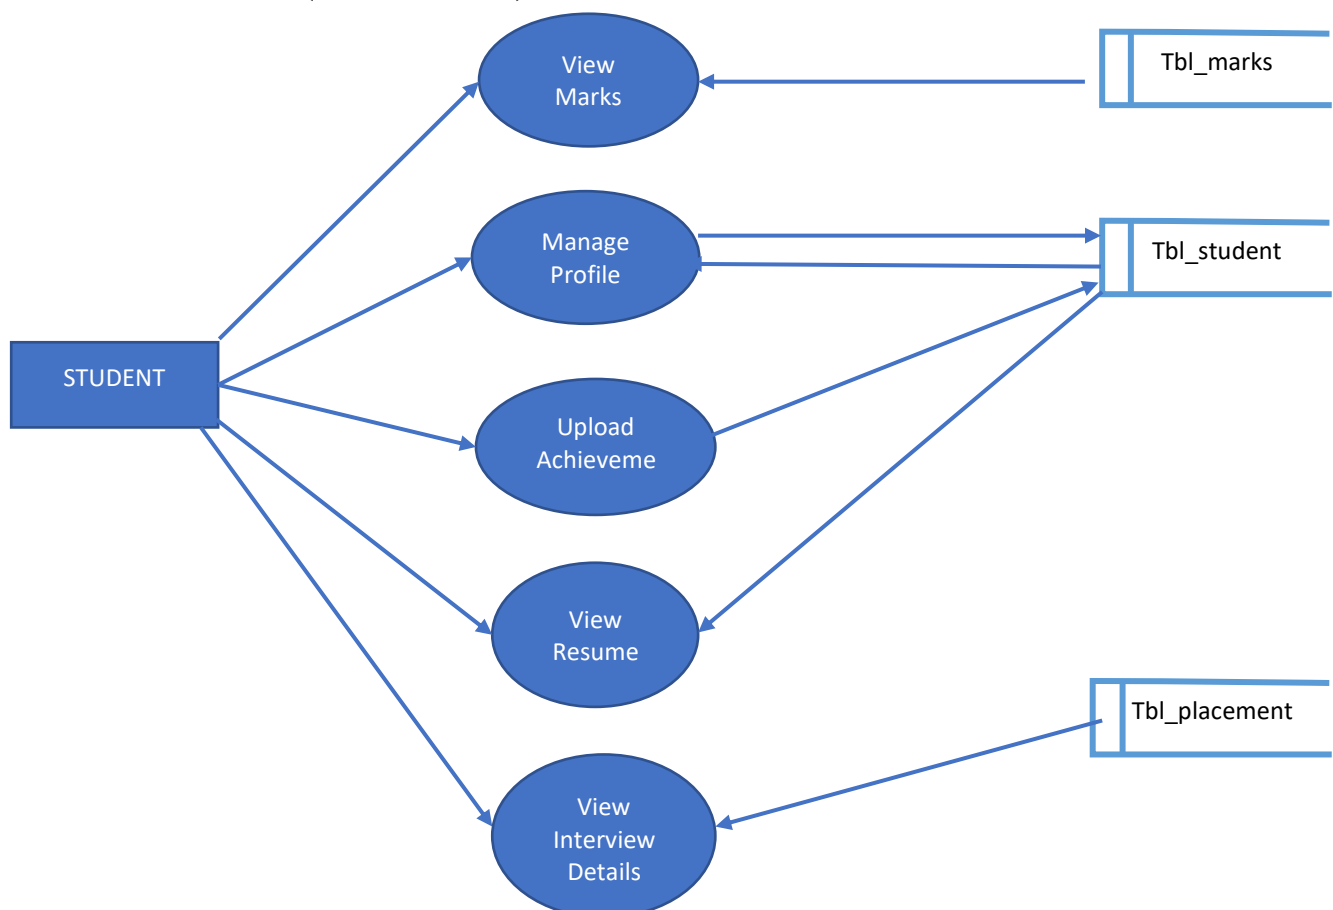 View
Marks
Tbl_marks
Manage
Profile
Tbl_student
STUDENT
Upload
Achieveme
View
Resume
Tbl_placement
View
Interview
Details